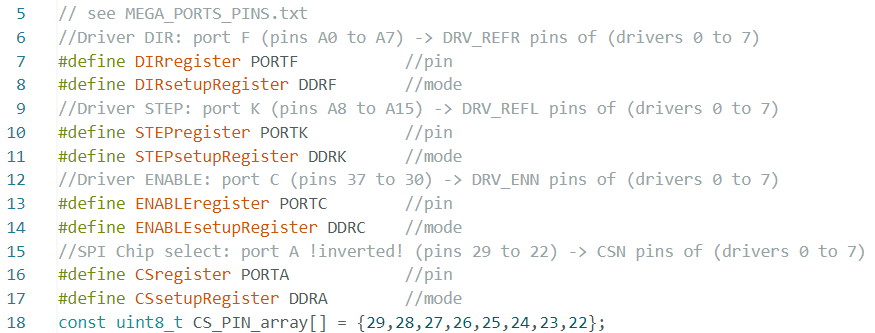 5 // see MEGA_PORTS_PINS.txt
6 //Driver DIR: port F (pins A0 to A7) -> DRV_REFR pins of (drivers 0 to 7)
7 #define DIRregister PORTF //pin
8 #define DIRsetupRegister DDRF //mode
9 //Driver STEP: port K (pins A8 to A15) -> DRV_REFL pins of (drivers 0 to 7)
10 #define STEPregister PORTK //pin
11 #define STEPsetupRegister DDRK //mode
12 //Driver ENABLE: port C (pins 37 to 30) -> DRV_ENN pins of (drivers 0 to 7)
13 #define ENABLEregister PORTC //pin
14 #define ENABLEsetupRegister DDRC //mode
15 //SPI Chip select: port A !inverted! (pins 29 to 22) -> CSN pins of (drivers 0 to 7)
16 #define CSregister PORTA //pin
17 #define CSsetupRegister DDRA //mode
18 const uint8_t CS_PIN_array[] = {29,28,27,26,25,24,23,22};